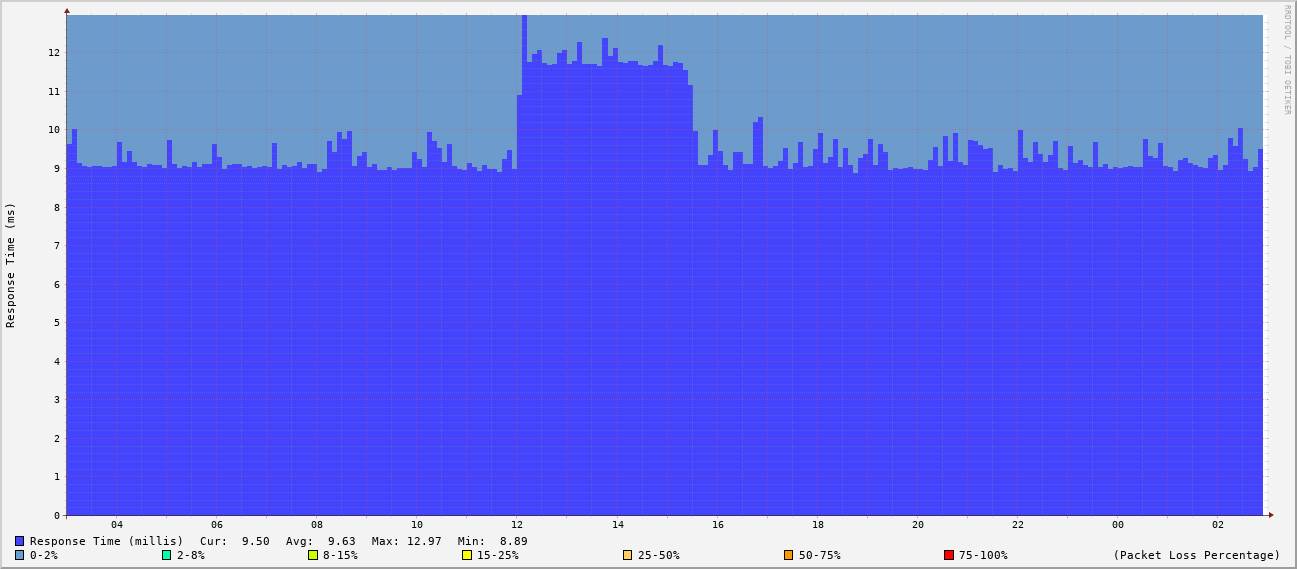 RRDTOOL / TOBI OETIKER
Response Time (ms)
12
11
10
9
8
7
6
5
4
3
2
1
0
04 06 08 10 12 14 16 18 20 22 00 02
Response Time (millis) Cur: 9.50 Avg: 9.63 Max: 12.97 Min: 8.89
0-2% 2-8% 8-15% 15-25% 25-50% 50-75% 75-100% (Packet Loss Percentage)